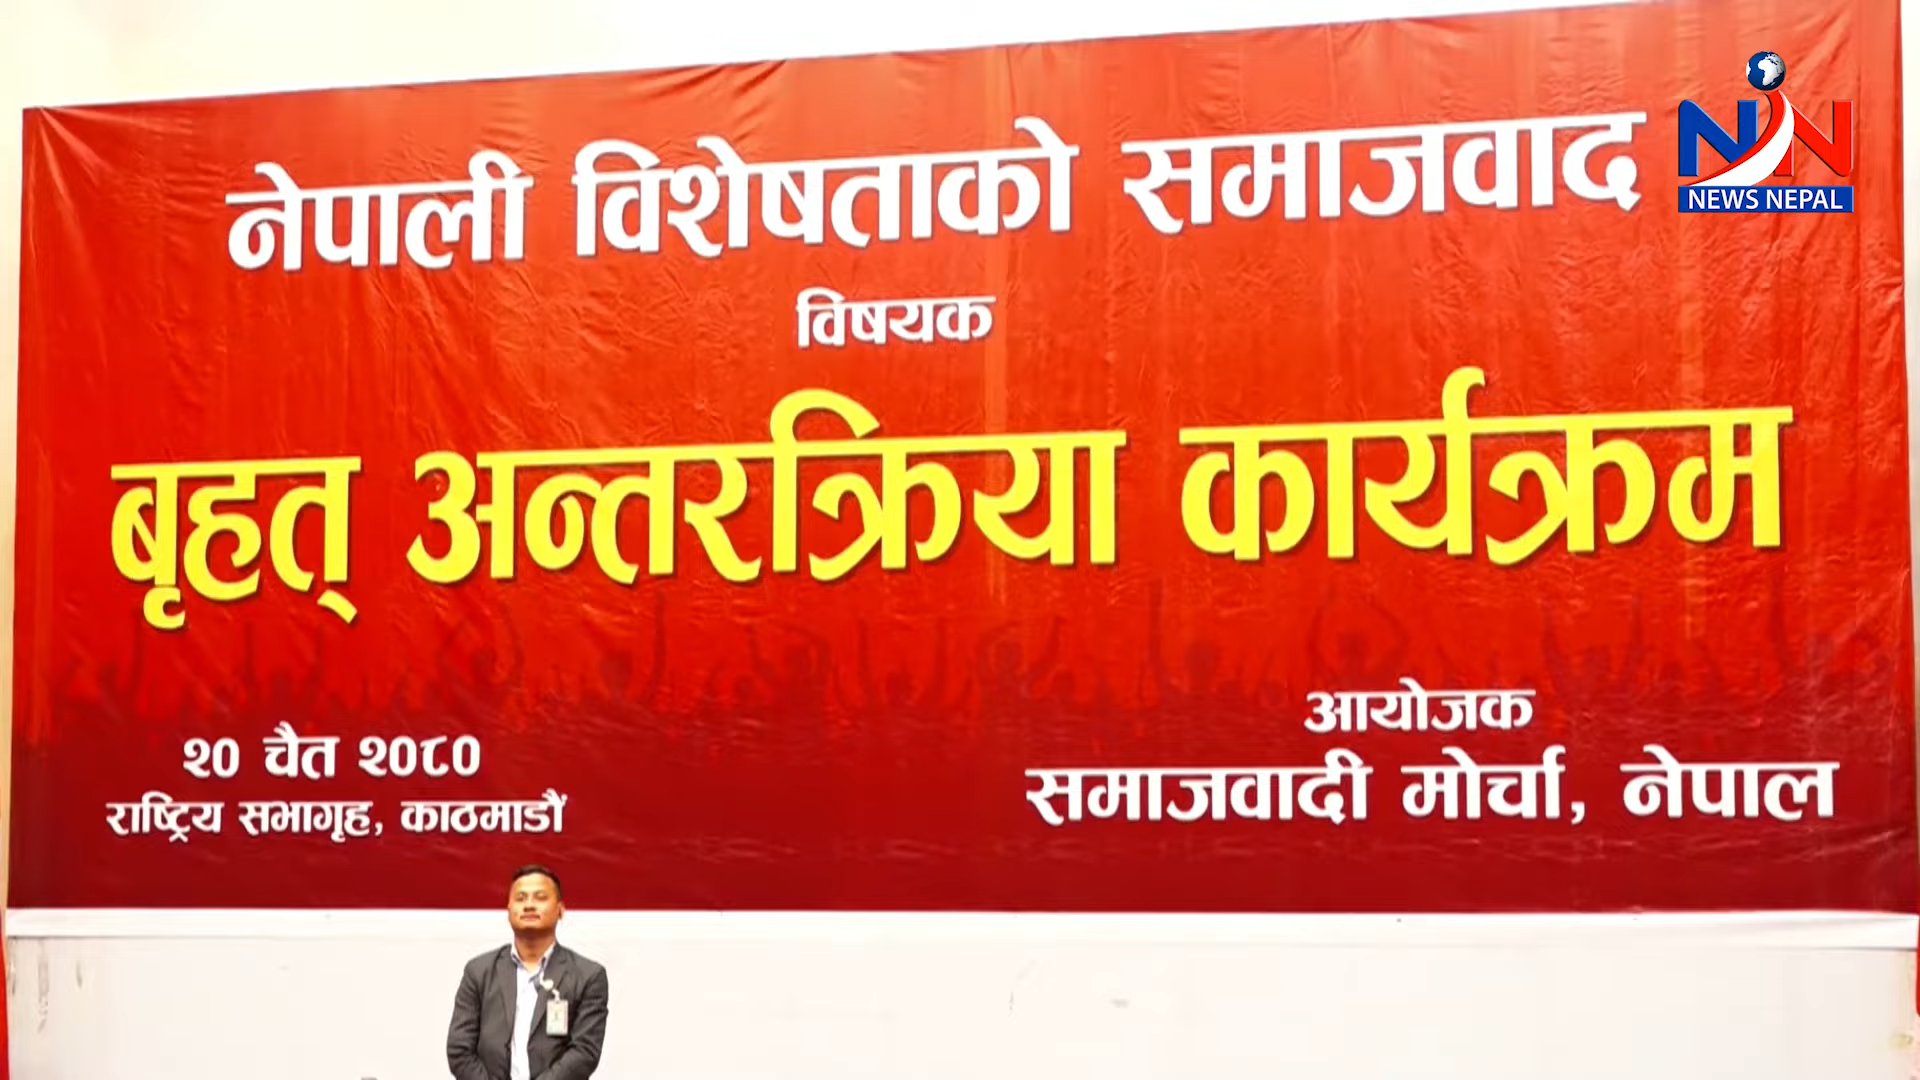 नेपाली विशेषताको समाजवाद
विषयक
बृहत् अन्तरक्रिया कार्यक्रम
२० चैत २०८०
राष्ट्रिय सभागृह, काठमाडौं
आयोजक
समाजवादी मोर्चा, नेपाल
NN
NEWS NEPAL